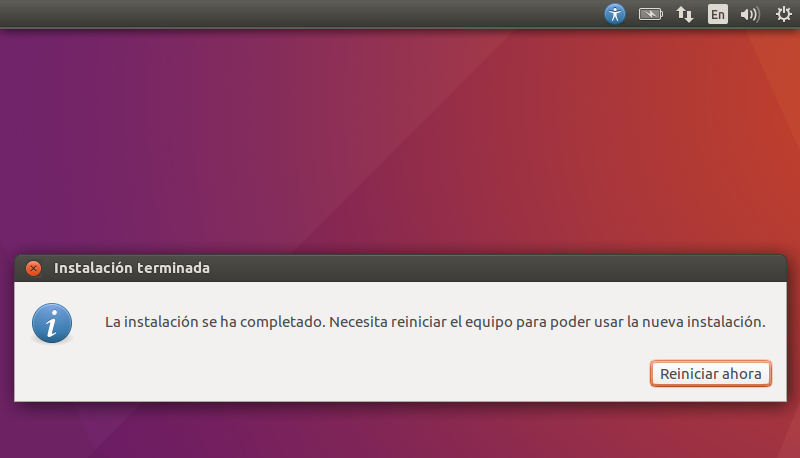 En
Instalación terminada
La instalación se ha completado. Necesita reiniciar el equipo para poder usar la nueva instalación.
Reiniciar ahora